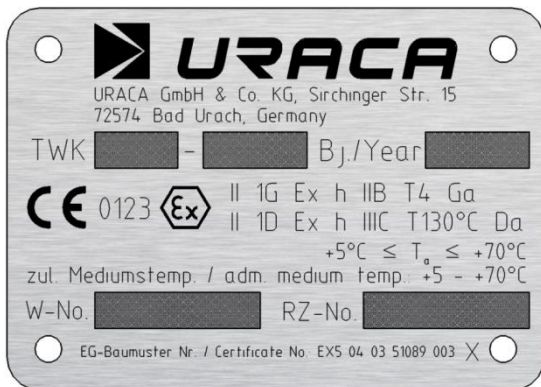 URACA
URACA GmbH & Co. KG, Sirchinger Str. 15
72574 Bad Urach, Germany
TWK - Bj./Year
CE 0123 Ex II 1G Ex h IIB T4 Ga
II 1D Ex h IIIC T130°C Da
+5°C ≤ Ta ≤ +70°C
zul. Mediumstemp. / adm. medium temp.: +5 - +70°C
W-No. RZ-No.
EG-Baumuster Nr. / Certificate No. EX5 04 03 51089 003 X